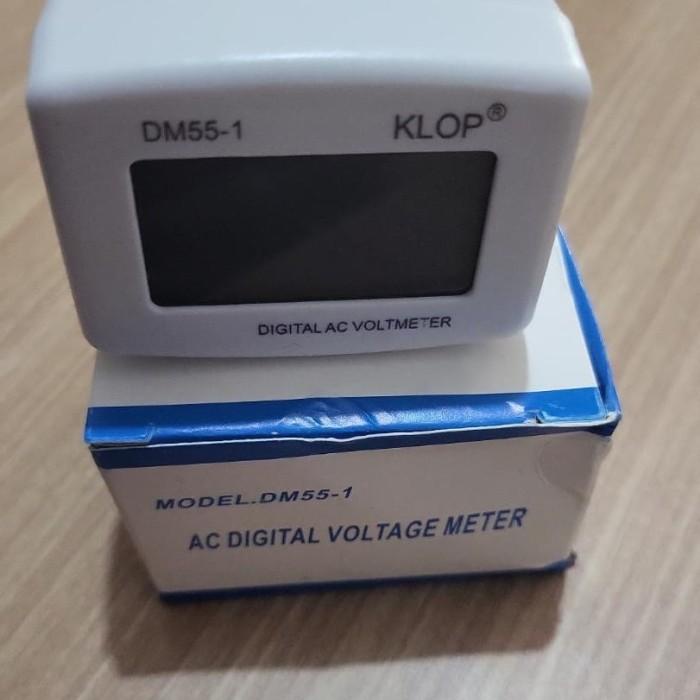 DM55-1 KLOP®
DIGITAL AC VOLTMETER
MODEL.DM55-1
AC DIGITAL VOLTAGE METER